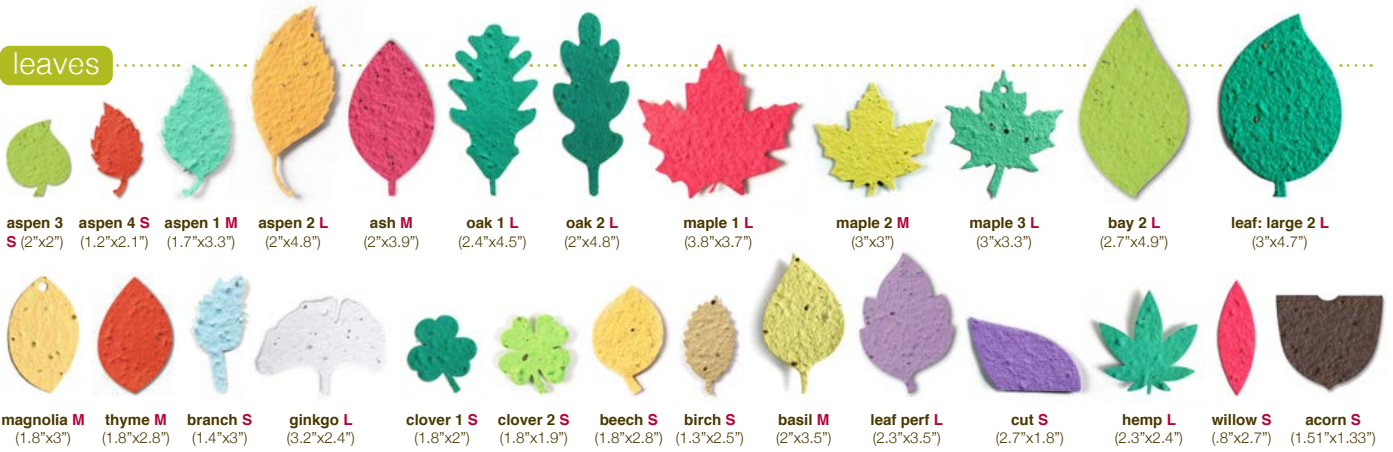 leaves
aspen 3 S (2”x2”)
aspen 4 S (1.2”x2.1”)
aspen 1 M (1.7”x3.3”)
aspen 2 L (2”x4.8”)
ash M (2”x3.9”)
oak 1 L (2.4”x4.5”)
oak 2 L (2”x4.8”)
maple 1 L (3.8”x3.7”)
maple 2 M (3”x3”)
maple 3 L (3”x3.3”)
bay 2 L (2.7”x4.9”)
leaf: large 2 L (3”x4.7”)
magnolia M (1.8”x3”)
thyme M (1.8”x2.8”)
branch S (1.4”x3”)
ginkgo L (3.2”x2.4”)
clover 1 S (1.8”x2”)
clover 2 S (1.8”x1.9”)
beech S (1.8”x2.8”)
birch S (1.3”x2.5”)
basil M (2”x3.5”)
leaf perf L (2.3”x3.5”)
cut S (2.7”x1.8”)
hemp L (2.3”x2.4”)
willow S (.8”x2.7”)
acorn S (1.51”x1.33”)